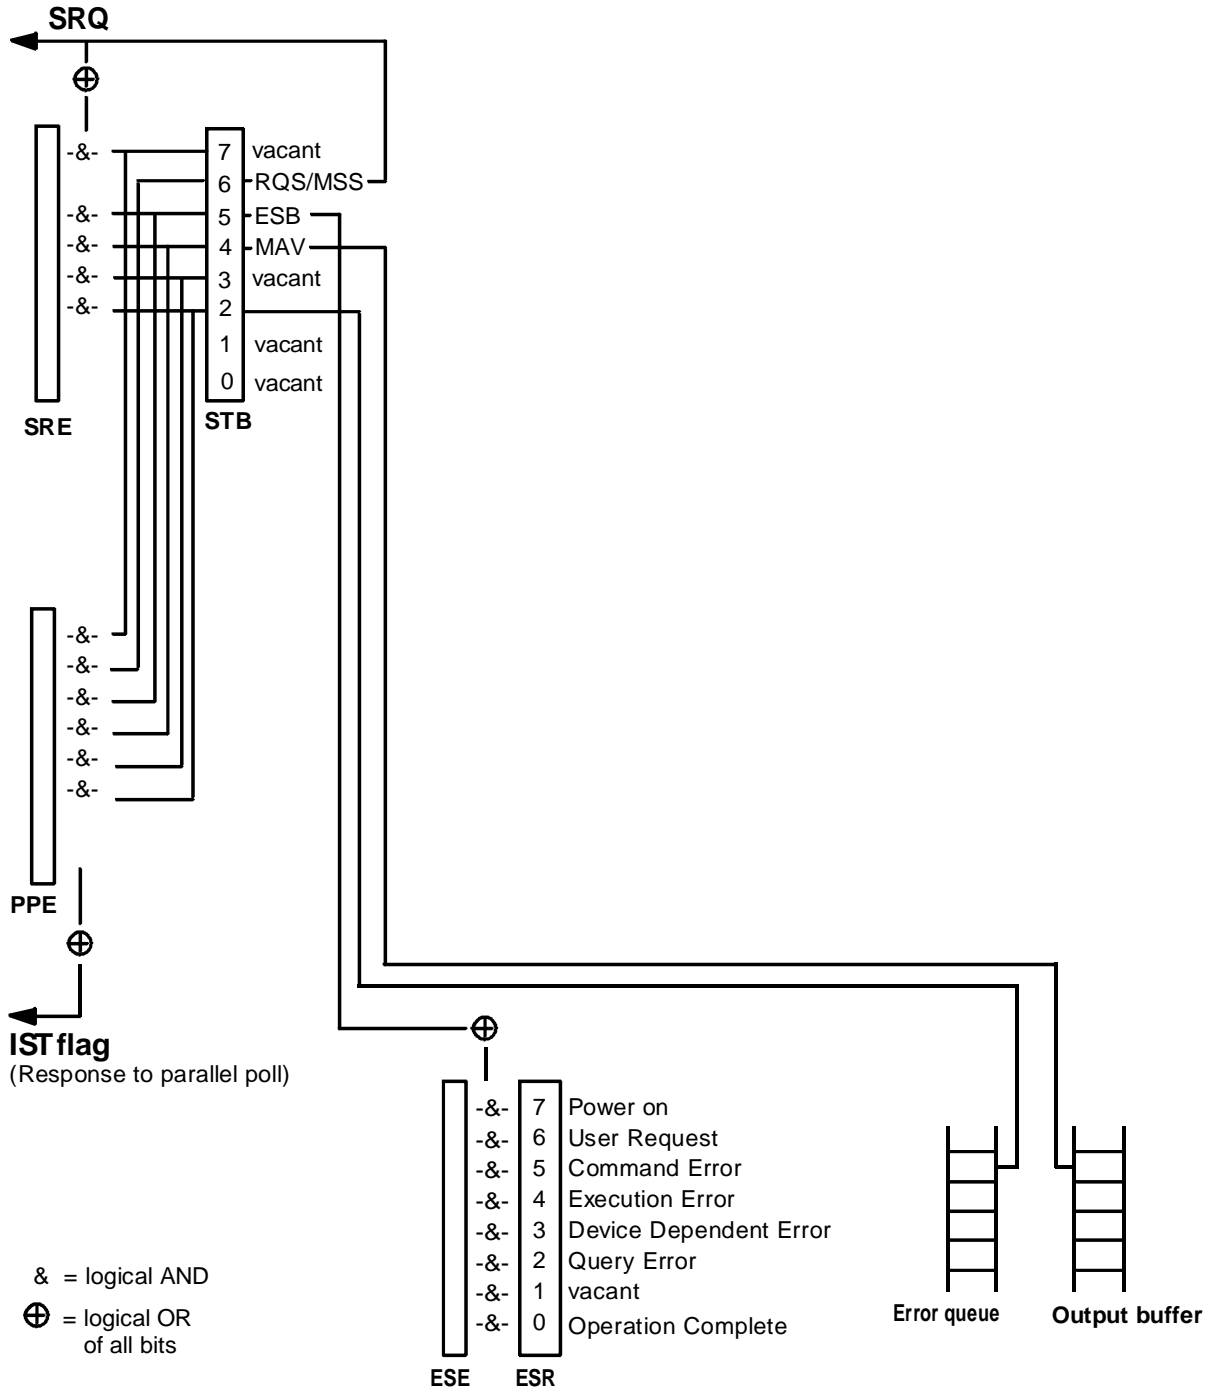 SRQ
-&- 7 vacant
6 RQS/MSS
-&- 5 ESB
-&- 4 MAV
-&- 3 vacant
-&- 2
1 vacant
0 vacant
SRE
STB
-&-
-&-
-&-
-&-
-&-
-&-
PPE
IST flag
(Response to parallel poll)
-&- 7 Power on
-&- 6 User Request
-&- 5 Command Error
-&- 4 Execution Error
-&- 3 Device Dependent Error
-&- 2 Query Error
-&- 1 vacant
-&- 0 Operation Complete
ESE
ESR
Error queue
Output buffer
& = logical AND
⊕ = logical OR
of all bits